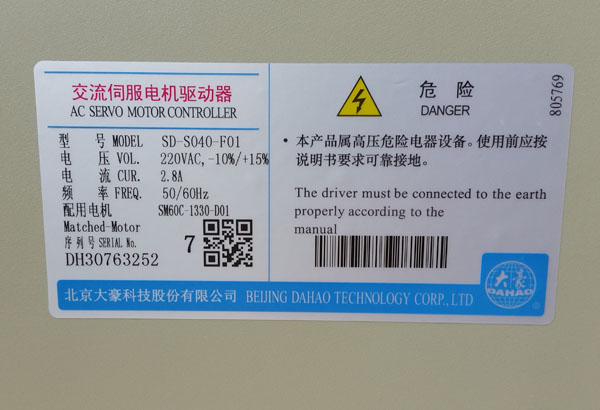 交流伺服电机驱动器
AC SERVO MOTOR CONTROLLER
型 号 MODEL SD-S040-F01
电 压 VOL. 220VAC, -10%/+15%
电 流 CUR. 2.8A
频 率 FREQ. 50/60Hz
配用电机 SM60C-1330-D01
Matched-Motor
序列号 SERIAL No.
7
DH30763252
危 险
DANGER
805769
· 本产品属高压危险电器设备。使用前应按
说明书要求可靠接地。
The driver must be connected to the earth
properly according to the
manual
北京大豪科技股份有限公司 BEIJING DAHAO TECHNOLOGY CORP., LTD
大豪
DAHAO
®